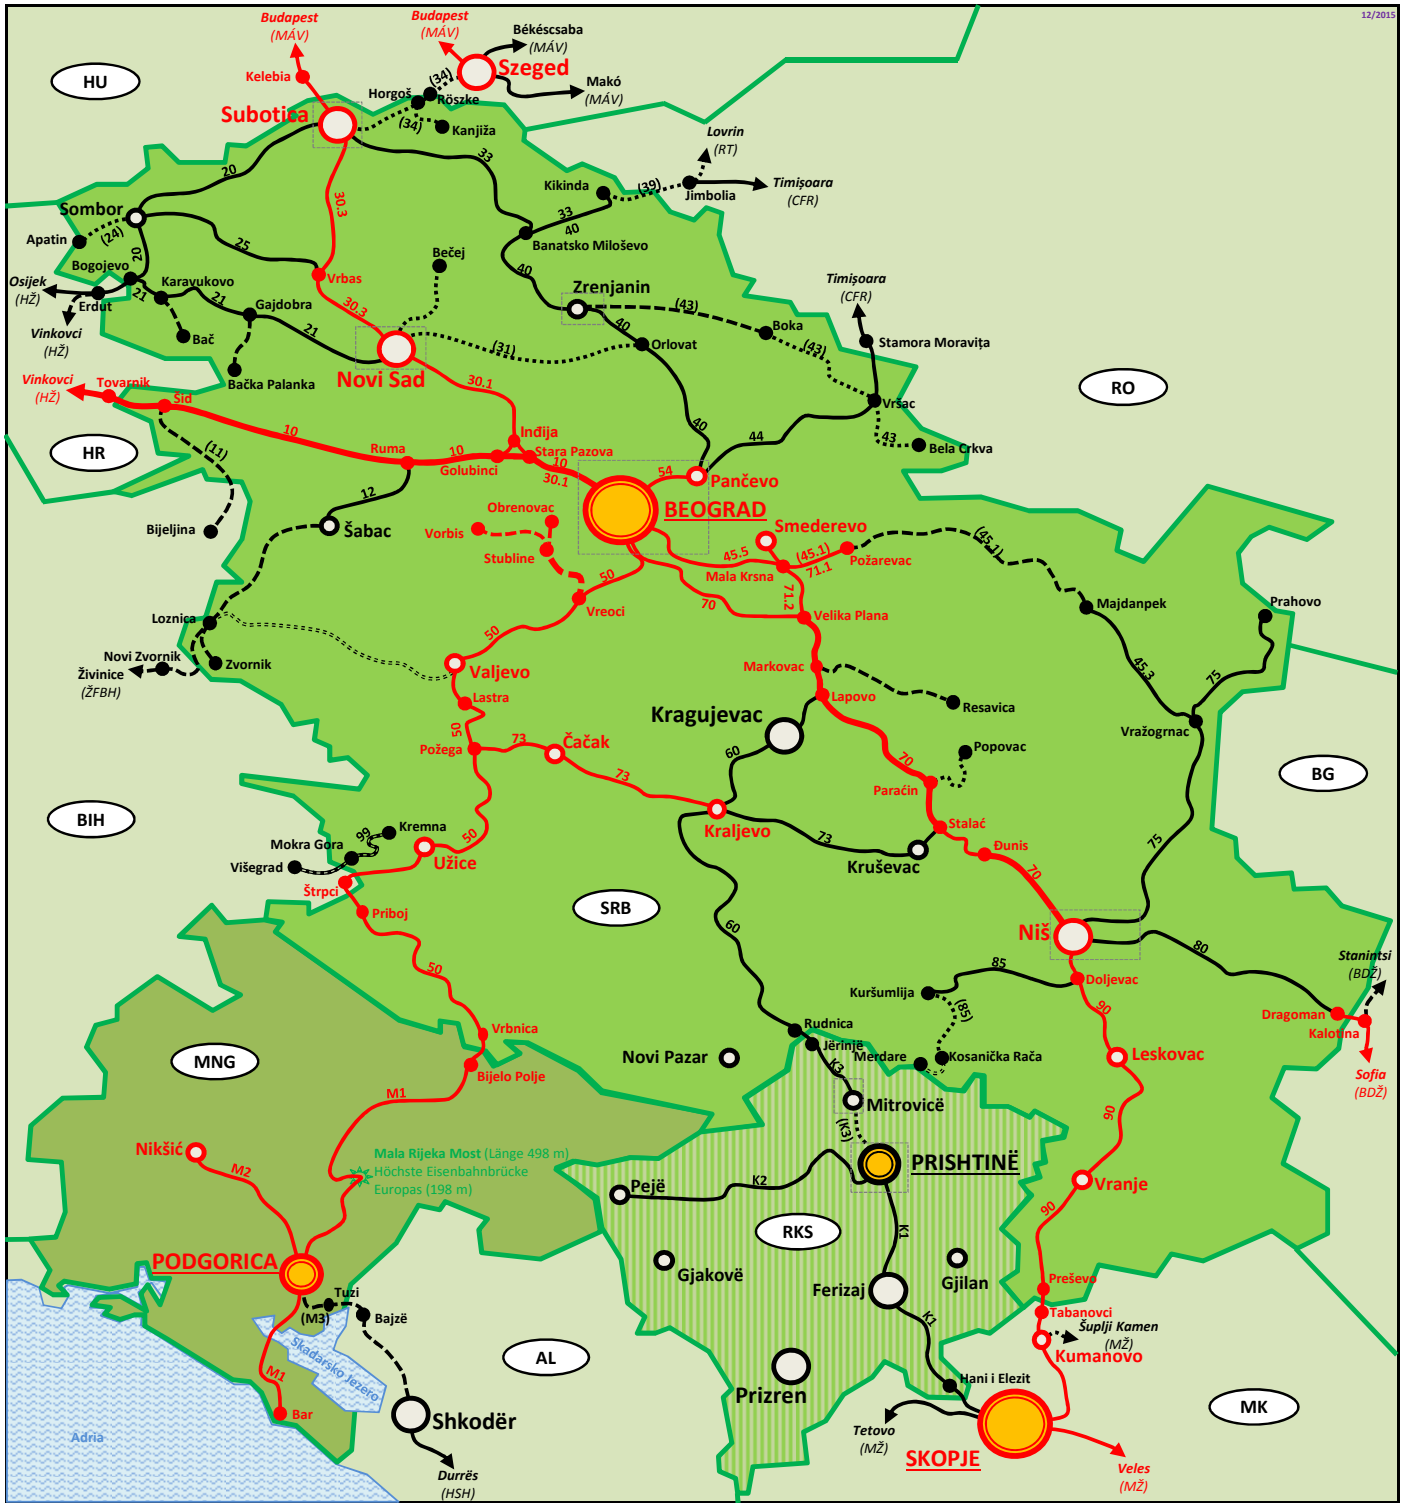 12/2015
Budapest
(MÁV)
Budapest
(MÁV)
Békéscsaba
(MÁV)
HU
Kelebia
Szeged
(34)
Makó
(MÁV)
Subotica
Horgoš
Röszke
(34)
Kanjiža
Lovrin
(RT)
33
20
Kikinda
(39)
Jimbolia
Timişoara
(CFR)
30.3
Sombor
33
40
Apatin
(24)
20
25
Banatsko Miloševo
Bečej
Bogojevo
Karavukovo
Vrbas
40
Osijek
(HŽ)
Erdut
21
21
Gajdobra
30.3
Zrenjanin
(43)
Timişoara
(CFR)
Vinkovci
(HŽ)
Bač
21
40
Boka
(43)
Stamora Moravița
(31)
Orlovat
Novi Sad
Bačka Palanka
30.1
RO
Vinkovci
(HŽ)
Tovarnik
Šid
Vršac
10
40
44
43
Inđija
HR
(11)
Ruma
10
Golubinci
Stara Pazova
10
30.1
Bela Crkva
54
Pančevo
12
BEOGRAD
Obrenovac
Bijeljina
Šabac
Vorbis
Smederevo
Stubline
45.5
(45.1)
71.1
Požarevac
(45.1)
Mala Krsna
50
71.2
Vreoci
70
Velika Plana
Majdanpek
Prahovo
Loznica
50
Novi Zvornik
Zvornik
Živinice
(ŽFBH)
Valjevo
Markovac
45.3
75
Lastra
Lapovo
Resavica
50
Kragujevac
Vražogrnac
Požega
73
Čačak
60
70
Popovac
BG
73
Paraćin
BIH
99
Kremna
50
Mokra Gora
Višegrad
Užice
Kraljevo
73
Stalać
Kruševac
Đunis
75
Štrpci
70
Priboj
SRB
60
Niš
80
50
85
Stanintsi
(BDŽ)
Kuršumlija
Doljevac
(85)
90
Dragoman
Kalotina
Vrbnica
Rudnica
Jërinjë
Merdare
Kosanička Rača
Leskovac
MNG
Novi Pazar
K3
Bijelo Polje
Sofia
(BDŽ)
M1
Mitrovicë
90
(K3)
Nikšić
Mala Rijeka Most (Länge 498 m)
Höchste Eisenbahnbrücke
Europas (198 m)
M2
PRISHTINË
K2
Pejë
Vranje
90
RKS
K1
PODGORICA
Gjakovë
Gjilan
Ferizaj
Preševo
Tuzi
(M3)
Bajzë
K1
Tabanovci
Šuplji Kamen
(MŽ)
Kumanovo
Skadarsko Jezero
AL
M1
Hani i Elezit
Prizren
Bar
Shkodër
Tetovo
(MŽ)
MK
Adria
SKOPJE
Durrës
(HSH)
Veles
(MŽ)